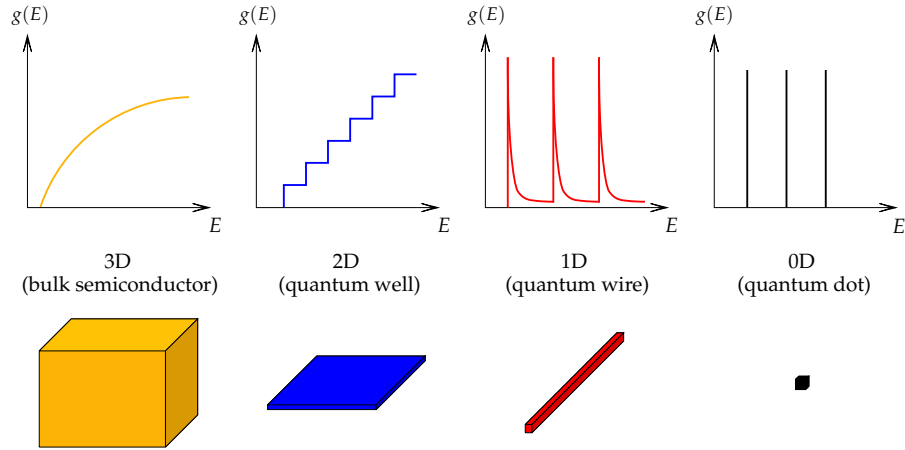 g(E)
g(E)
g(E)
g(E)
E
E
E
E
3D
(bulk semiconductor)
2D
(quantum well)
1D
(quantum wire)
0D
(quantum dot)